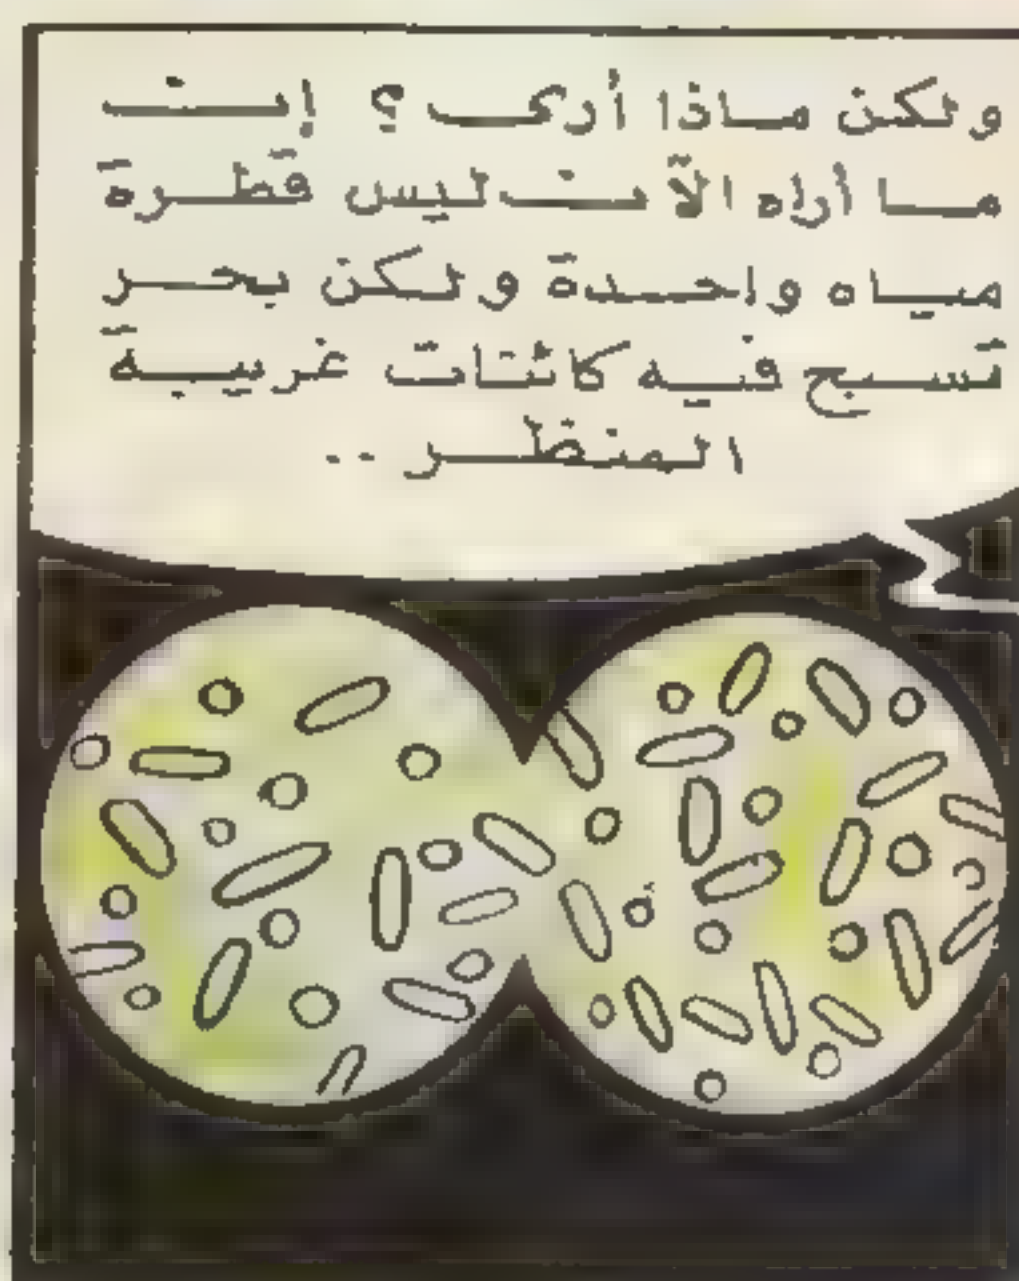 ولكن ماذا أرى ؟ إن
ما أراه الآن ليس قطرة
مياه واحدة ولكن بحر
تسبح فيه كائنات غريبة
المنظر ..